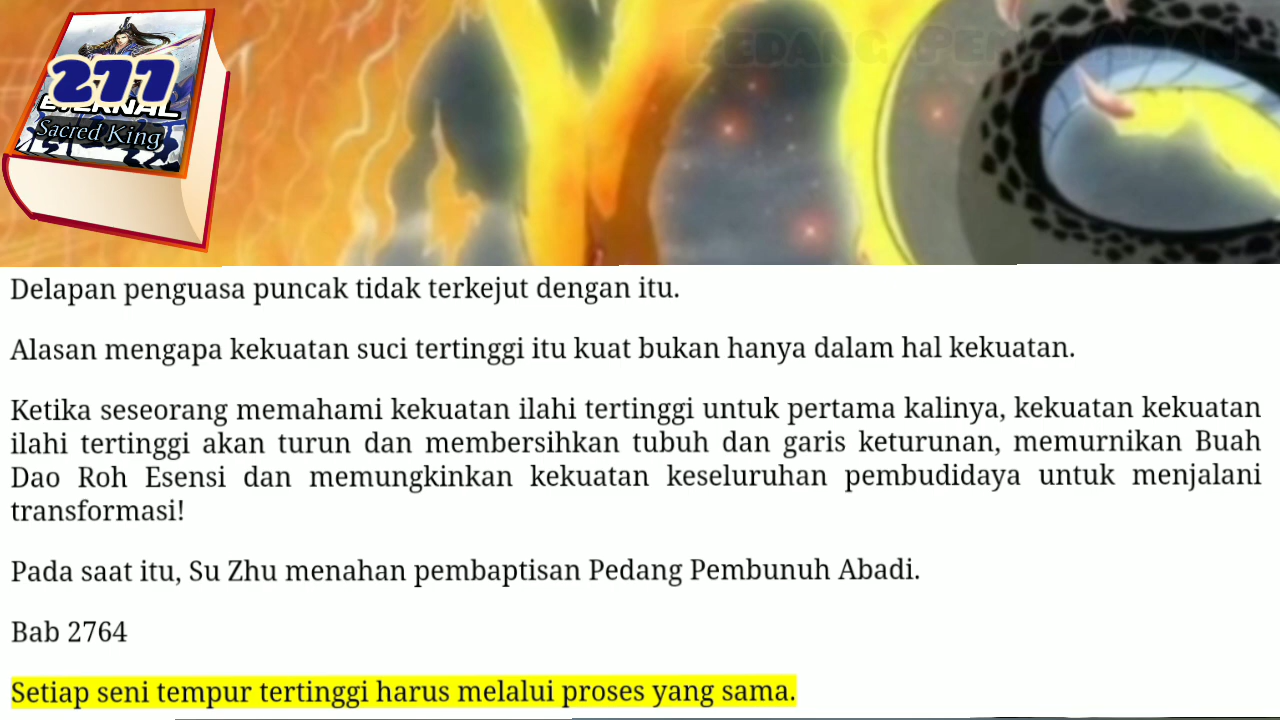 PEDANG PENYAYAMAN
277
ETERNAL
Sacred King
Delapan penguasa puncak tidak terkejut dengan itu.
Alasan mengapa kekuatan suci tertinggi itu kuat bukan hanya dalam hal kekuatan.
Ketika seseorang memahami kekuatan ilahi tertinggi untuk pertama kalinya, kekuatan kekuatan
ilahi tertinggi akan turun dan membersihkan tubuh dan garis keturunan, memurnikan Buah
Dao Roh Esensi dan memungkinkan kekuatan keseluruhan pembudidaya untuk menjalani
transformasi!
Pada saat itu, Su Zhu menahan pembaptisan Pedang Pembunuh Abadi.
Bab 2764
Setiap seni tempur tertinggi harus melalui proses yang sama.